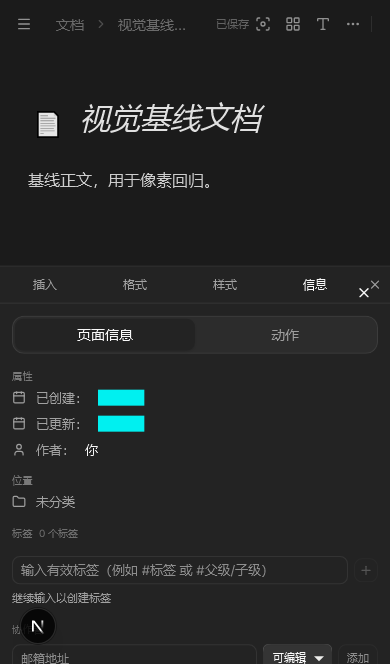 文档 视觉基线... 已保存
视觉基线文档
基线正文，用于像素回归。
插入 格式 样式 信息
页面信息 动作
属性
已创建：
已更新：
作者： 你
位置
未分类
标签 0 个标签
输入有效标签（例如 #标签 或 #父级/子级）
继续输入以创建标签
N
邮箱地址 可编辑 添加